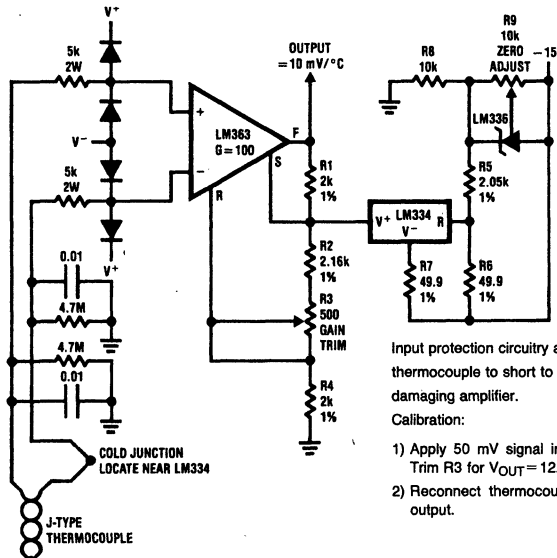 V+
5k
2W
V−
5k
2W
V+
0.01
4.7M
4.7M
0.01
COLD JUNCTION
LOCATE NEAR LM334
J-TYPE
THERMOCOUPLE
+
−
LM363
G=100
F
S
R
OUTPUT
=10 mV/°C
R1
2k
1%
R2
2.16k
1%
R3
500
GAIN
TRIM
R4
2k
1%
V+ LM334 R
V−
R7
49.9
1%
R8
10k
R9
10k
ZERO
ADJUST
−15
LM336
R5
2.05k
1%
R6
49.9
1%
Input protection circuitry a
thermocouple to short to
damaging amplifier.
Calibration:
1) Apply 50 mV signal in
Trim R3 for VOUT=12.
2) Reconnect thermocou
output.